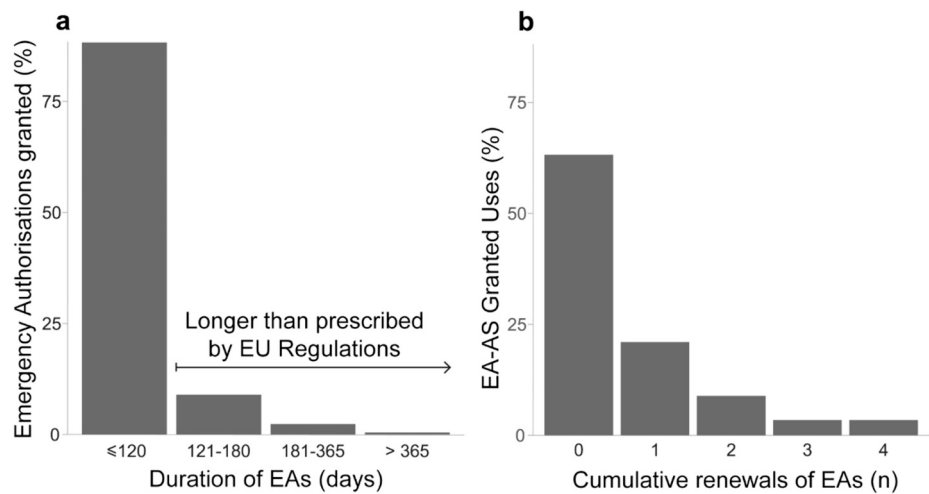 a
Emergency Authorisations granted (%)
75
50
25
0
Longer than prescribed
by EU Regulations
≤120
121-180
181-365
> 365
Duration of EAs (days)
b
EA-AS Granted Uses (%)
75
50
25
0
0
1
2
3
4
Cumulative renewals of EAs (n)